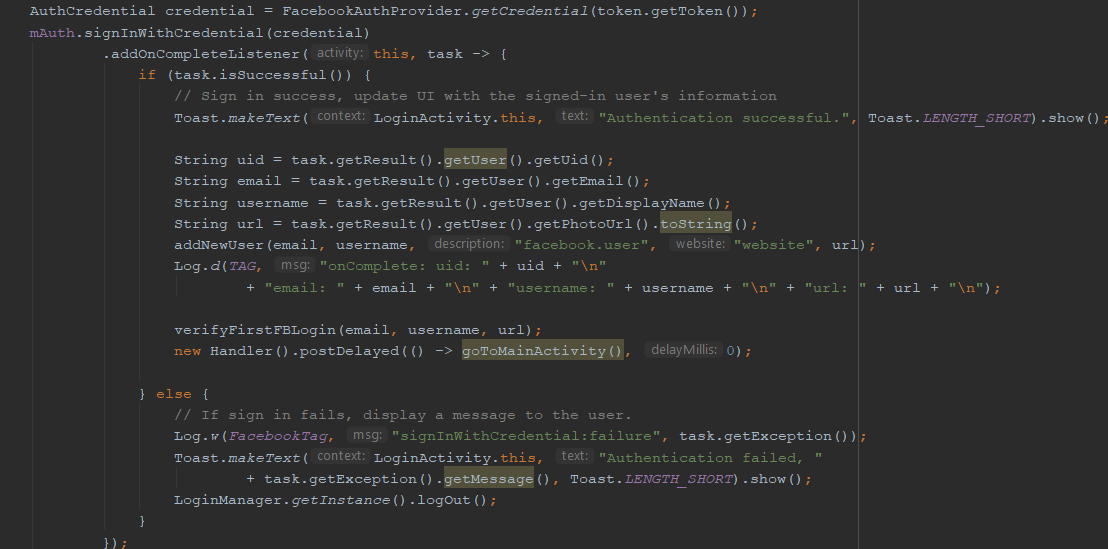 AuthCredential credential = FacebookAuthProvider.getCredential(token.getToken());
mAuth.signInWithCredential(credential)
.addOnCompleteListener( activity: this, task -> {
if (task.isSuccessful()) {
// Sign in success, update UI with the signed-in user's information
Toast.makeText( context: LoginActivity.this, text: "Authentication successful.", Toast.LENGTH_SHORT).show();
String uid = task.getResult().getUser().getUid();
String email = task.getResult().getUser().getEmail();
String username = task.getResult().getUser().getDisplayName();
String url = task.getResult().getUser().getPhotoUrl().toString();
addNewUser(email, username, description: "facebook.user", website: "website", url);
Log.d(TAG, msg: "onComplete: uid: " + uid + "\n"
+ "email: " + email + "\n" + "username: " + username + "\n" + "url: " + url + "\n");
verifyFirstFBLogin(email, username, url);
new Handler().postDelayed(() -> goToMainActivity(), delayMillis: 0);
} else {
// If sign in fails, display a message to the user.
Log.w(FacebookTag, msg: "signInWithCredential:failure", task.getException());
Toast.makeText( context: LoginActivity.this, text: "Authentication failed, "
+ task.getException().getMessage(), Toast.LENGTH_SHORT).show();
LoginManager.getInstance().logOut();
}
});